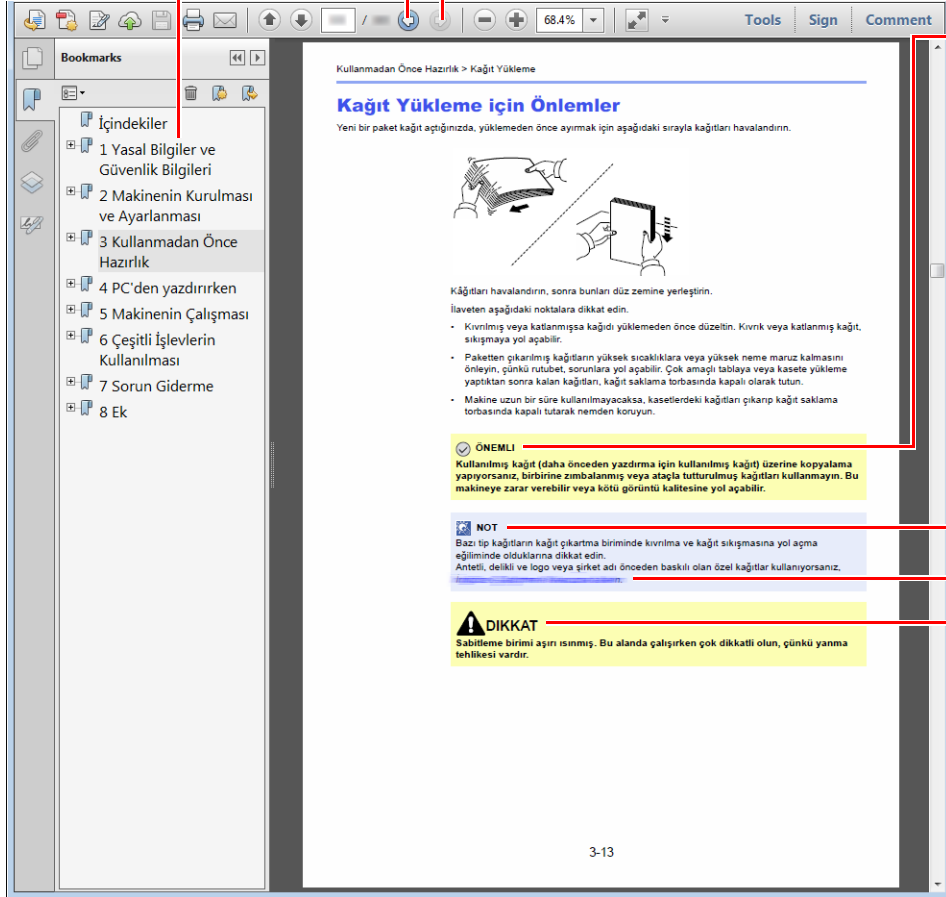 /
68.4%
Tools
Sign
Comment
Bookmarks
İçindekiler
1 Yasal Bilgiler ve
Güvenlik Bilgileri
2 Makinenin Kurulması
ve Ayarlanması
3 Kullanmadan Önce
Hazırlık
4 PC'den yazdırırken
5 Makinenin Çalışması
6 Çeşitli İşlevlerin
Kullanılması
7 Sorun Giderme
8 Ek
Kullanmadan Önce Hazırlık > Kağıt Yükleme
Kağıt Yükleme için Önlemler
Yeni bir paket kağıt açtığınızda, yüklemeden önce ayırmak için aşağıdaki sırayla kağıtları havalandırın.
Kâğıtları havalandırın, sonra bunları düz zemine yerleştirin.
İlaveten aşağıdaki noktalara dikkat edin.
- Kıvrılmış veya katlanmışsa kağıdı yüklemeden önce düzeltin. Kıvrık veya katlanmış kağıt,
sıkışmaya yol açabilir.
- Paketten çıkarılmış kağıtların yüksek sıcaklıklara veya yüksek neme maruz kalmasını
önleyin, çünkü rutubet, sorunlara yol açabilir. Çok amaçlı tablaya veya kasete yükleme
yaptıktan sonra kalan kağıtları, kağıt saklama torbasında kapalı olarak tutun.
- Makine uzun bir süre kullanılmayacaksa, kasetlerdeki kağıtları çıkarıp kağıt saklama
torbasında kapalı tutarak nemden koruyun.
ÖNEMLI
Kullanılmış kağıt (daha önceden yazdırma için kullanılmış kağıt) üzerine kopyalama
yapıyorsanız, birbirine zımbalanmış veya ataçla tutturulmuş kağıtları kullanmayın. Bu
makineye zarar verebilir veya kötü görüntü kalitesine yol açabilir.
NOT
Bazı tip kağıtların kağıt çıkartma biriminde kıvrılma ve kağıt sıkışmasına yol açma
eğiliminde olduklarına dikkat edin.
Antetli, delikli ve logo veya şirket adı önceden baskılı olan özel kağıtlar kullanıyorsanız,
DIKKAT
Sabitleme birimi aşırı ısınmış. Bu alanda çalışırken çok dikkatli olun, çünkü yanma
tehlikesi vardır.
3-13